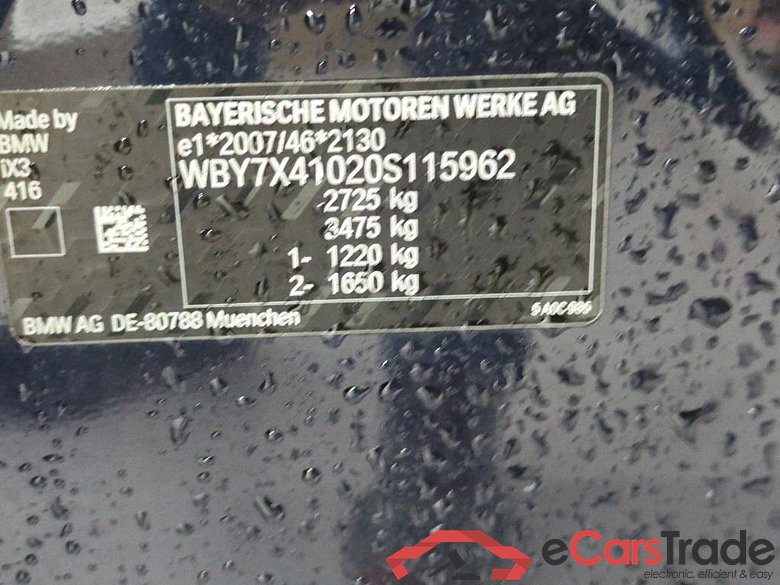 Made by
BMW
iX3
416
BAYERISCHE MOTOREN WERKE AG
e1*2007/46*2130
WBY7X41020S115962
2725 kg
3475 kg
1- 1220 kg
2- 1650 kg
BMW AG DE-80788 Muenchen
eCarsTrade
electronic, efficient & easy